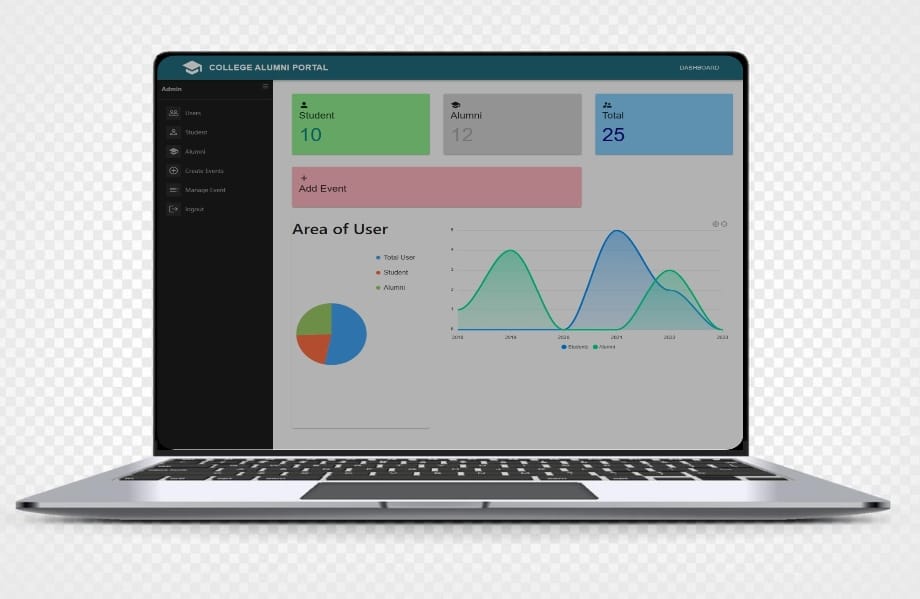 COLLEGE ALUMNI PORTAL
DASHBOARD
Admin
Users
Student
Alumni
Create Events
Manage Event
logout
Student
10
Alumni
12
Total
25
Add Event
Area of User
Total User
Student
Alumni
5
4
3
2
1
0
2018
2019
2020
2021
2022
2023
Students
Alumni